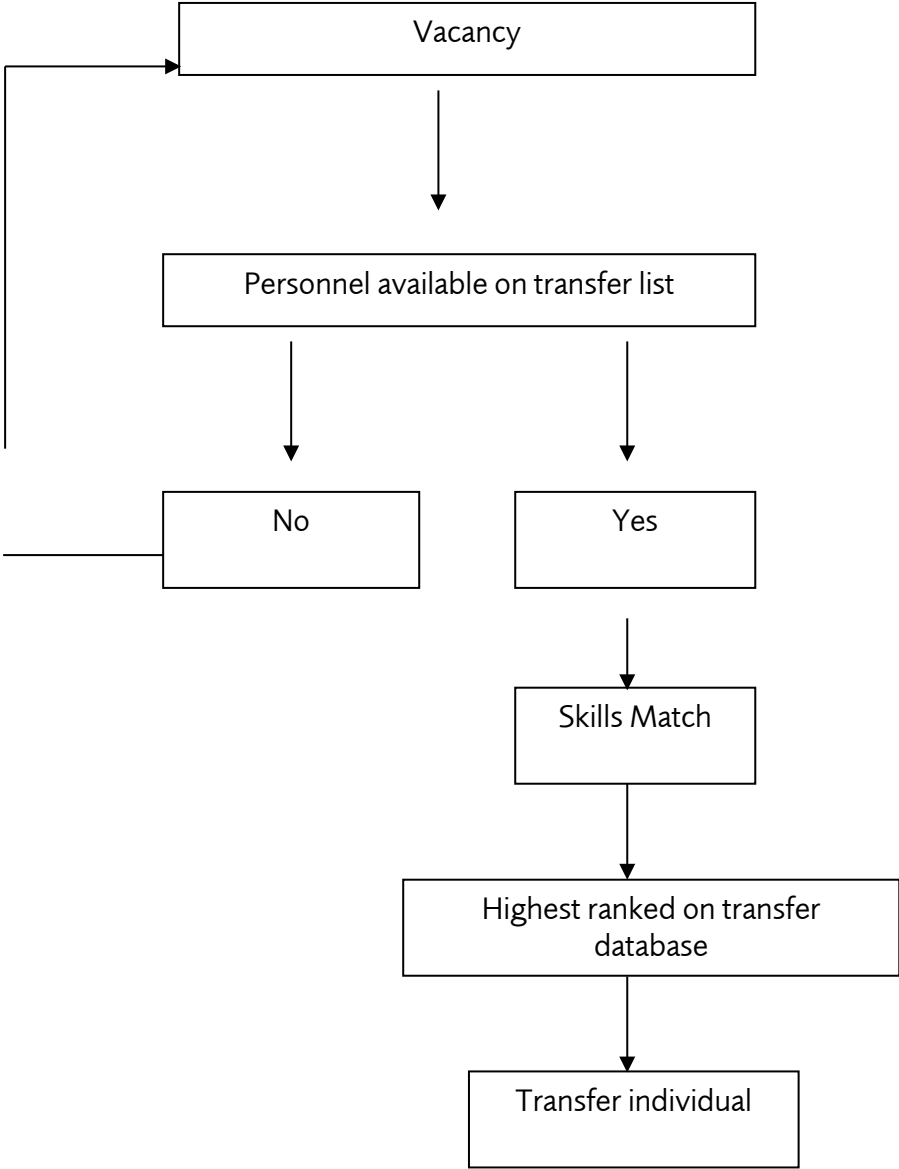 Vacancy
Personnel available on transfer list
No
Yes
Skills Match
Highest ranked on transfer
database
Transfer individual